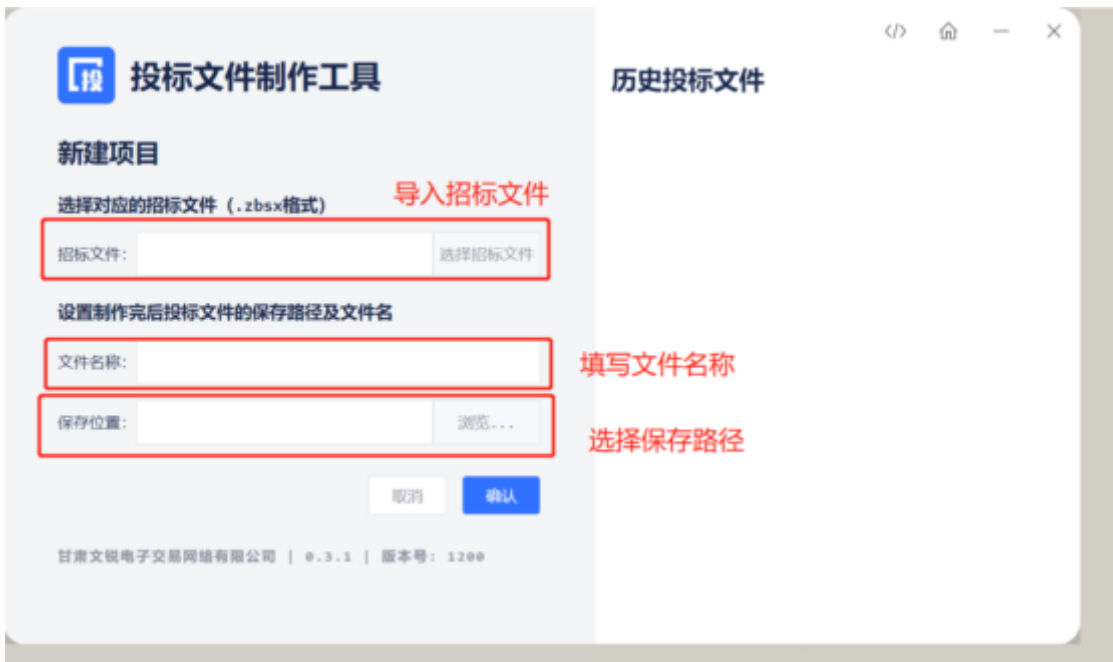 投
投标文件制作工具
历史投标文件
新建项目
导入招标文件
选择对应的招标文件（.zbsx格式）
招标文件：
选择招标文件
设置制作完后投标文件的保存路径及文件名
文件名称：
填写文件名称
保存位置：
浏览...
选择保存路径
取消
确认
甘肃文锐电子交易网络有限公司 | 0.3.1 | 版本号：1200